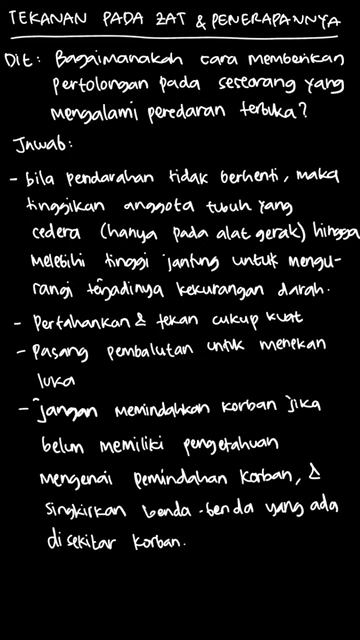 TEKANAN PADA ZAT & PENERAPANNYA
Dit: Bagaimanakah cara memberikan
pertolongan pada seseorang yang
mengalami peredaran terbuka?
Jawab:
- bila pendarahan tidak berhenti, maka
tinggikan anggota tubuh yang
cedera (hanya pada alat gerak) hingga
melebihi tinggi jantung untuk mengu-
rangi terjadinya kekurangan darah.
- Pertahankan & tekan cukup kuat
- Pasang pembalutan untuk menekan
luka
- jangan memindahkan korban jika
belum memiliki pengetahuan
mengenai pemindahan korban, &
singkirkan benda-benda yang ada
di sekitar korban.